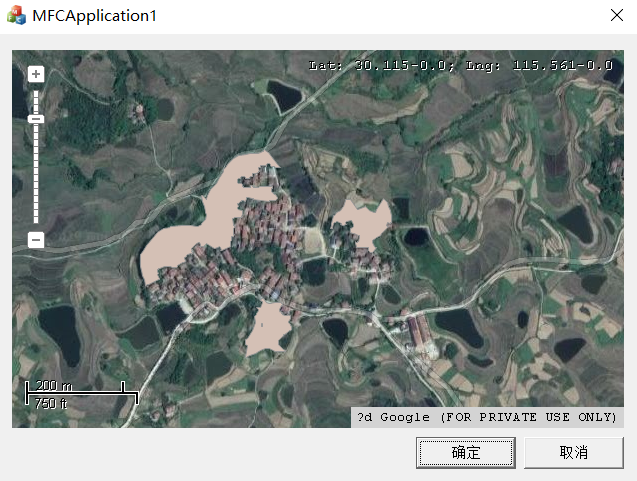 MFCApplication1
Lat: 30.115-0.0; Lng: 115.561-0.0
200 m
750 ft
?d Google (FOR PRIVATE USE ONLY)
确定
取消